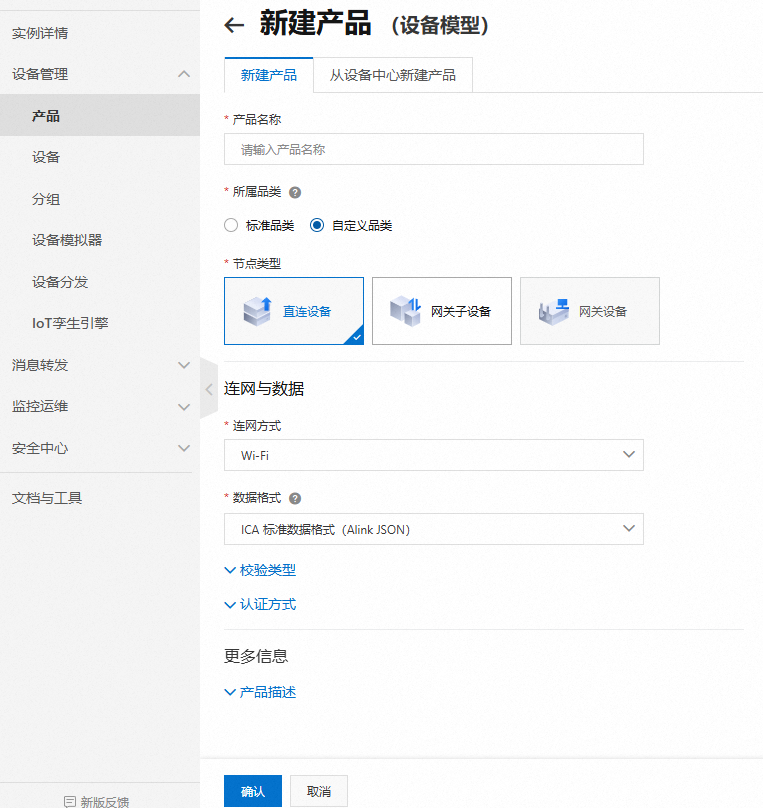 实例详情
设备管理
产品
设备
分组
设备模拟器
设备分发
IoT孪生引擎
消息转发
监控运维
安全中心
文档与工具
新版反馈
新建产品 （设备模型）
新建产品 从设备中心新建产品
* 产品名称
请输入产品名称
* 所属品类 ?
标准品类 自定义品类
* 节点类型
直连设备 网关子设备 网关设备
连网与数据
* 连网方式
Wi-Fi
* 数据格式 ?
ICA 标准数据格式（Alink JSON）
校验类型
认证方式
更多信息
产品描述
确认 取消